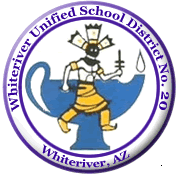 Whiteriver Unified School District No. 20
Whiteriver, AZ